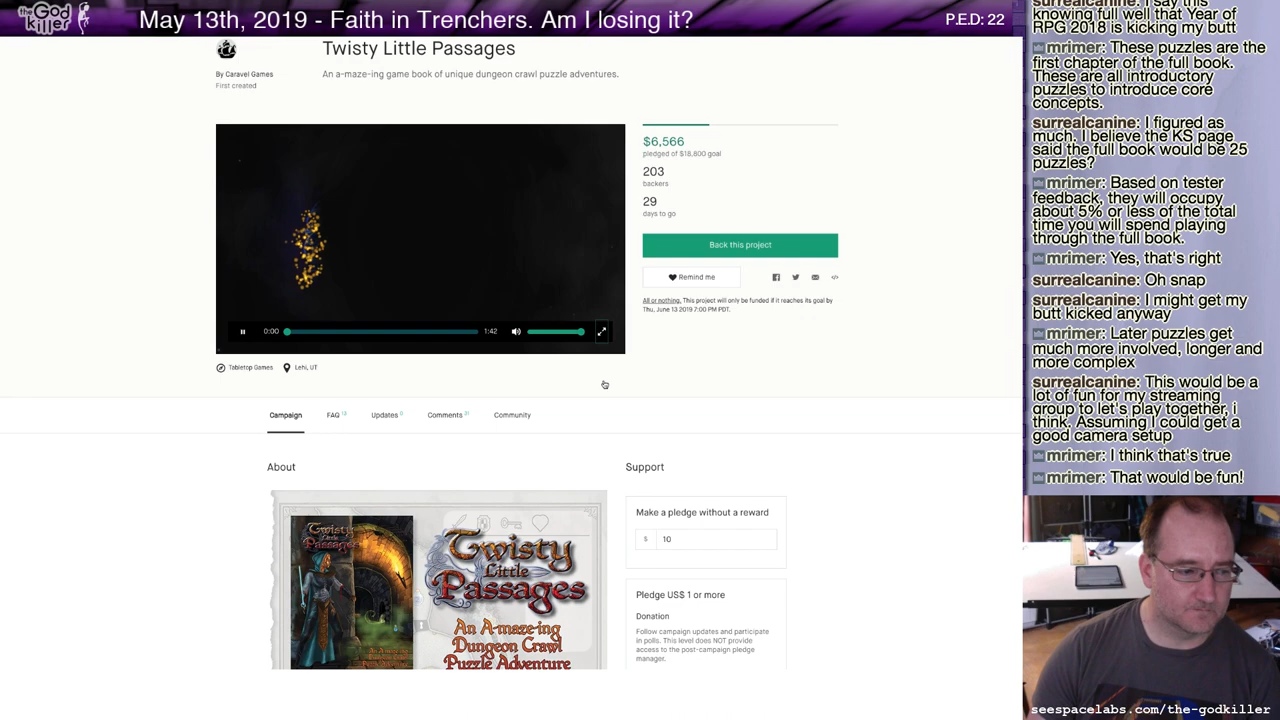 the God killer
May 13th, 2019 - Faith in Trenchers. Am I losing it?
P.E.D: 22
Twisty Little Passages
By Caravel Games
First created
An a-maze-ing game book of unique dungeon crawl puzzle adventures.
$6,566
pledged of $18,800 goal
203
backers
29
days to go
Back this project
Remind me
All or nothing. This project will only be funded if it reaches its goal by
Thu, June 13 2019 7:00 PM PDT.
0:00
1:42
Tabletop Games
Lehi, UT
Campaign
FAQ 13
Updates
Comments 21
Community
About
Support
Twisty
Little
Passages
Twisty
Little
Passages
An A-maze-ing
Dungeon Crawl
Puzzle Adventure
Make a pledge without a reward
$ 10
Pledge US$ 1 or more
Donation
Follow campaign updates and participate
in polls. This level does NOT provide
access to the post-campaign pledge
manager.
surrealcanine: I say this
knowing full well that Year of
RPG 2018 is kicking my butt
mrimer: These puzzles are the
first chapter of the full book.
These are all introductory
puzzles to introduce core
concepts.
surrealcanine: I figured as
much. I believe the KS page
said the full book would be 25
puzzles?
mrimer: Based on tester
feedback, they will occupy
about 5% or less of the total
time you will spend playing
through the full book.
mrimer: Yes, that's right
surrealcanine: Oh snap
surrealcanine: I might get my
butt kicked anyway
mrimer: Later puzzles get
much more involved, longer and
more complex
surrealcanine: This would be a
lot of fun for my streaming
group to to play together, i
think. Assuming I could get a
good camera setup
mrimer: I think that's true
mrimer: That would be fun!
seespacelabs.com/the-godkiller